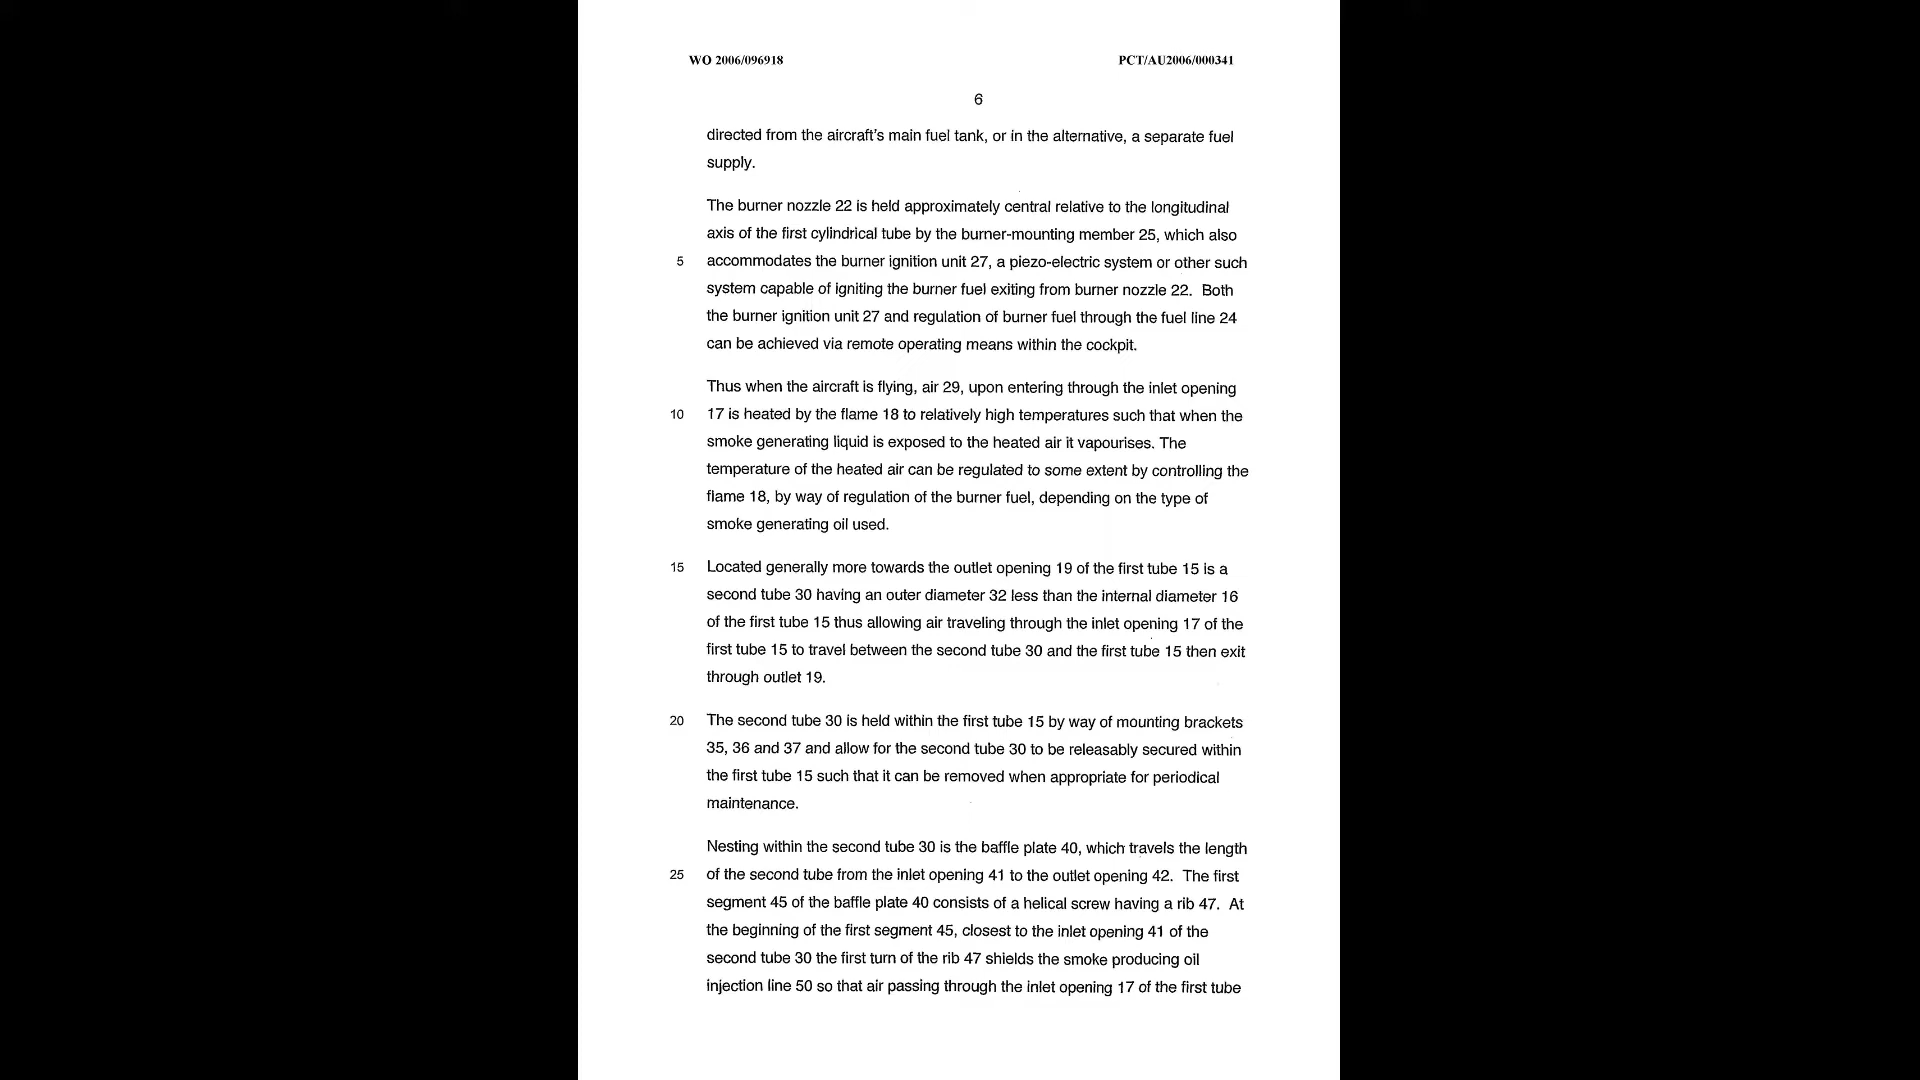 WO 2006/096918 PCT/AU2006/000341
6
directed from the aircraft's main fuel tank, or in the alternative, a separate fuel
supply.
The burner nozzle 22 is held approximately central relative to the longitudinal
axis of the first cylindrical tube by the burner-mounting member 25, which also
5 accommodates the burner ignition unit 27, a piezo-electric system or other such
system capable of igniting the burner fuel exiting from burner nozzle 22. Both
the burner ignition unit 27 and regulation of burner fuel through the fuel line 24
can be achieved via remote operating means within the cockpit.
Thus when the aircraft is flying, air 29, upon entering through the inlet opening
10 17 is heated by the flame 18 to relatively high temperatures such that when the
smoke generating liquid is exposed to the heated air it vapourises. The
temperature of the heated air can be regulated to some extent by controlling the
flame 18, by way of regulation of the burner fuel, depending on the type of
smoke generating oil used.
15 Located generally more towards the outlet opening 19 of the first tube 15 is a
second tube 30 having an outer diameter 32 less than the internal diameter 16
of the first tube 15 thus allowing air traveling through the inlet opening 17 of the
first tube 15 to travel between the second tube 30 and the first tube 15 then exit
through outlet 19.
20 The second tube 30 is held within the first tube 15 by way of mounting brackets
35, 36 and 37 and allow for the second tube 30 to be releasably secured within
the first tube 15 such that it can be removed when appropriate for periodical
maintenance.
Nesting within the second tube 30 is the baffle plate 40, which travels the length
25 of the second tube from the inlet opening 41 to the outlet opening 42. The first
segment 45 of the baffle plate 40 consists of a helical screw having a rib 47. At
the beginning of the first segment 45, closest to the inlet opening 41 of the
second tube 30 the first turn of the rib 47 shields the smoke producing oil
injection line 50 so that air passing through the inlet opening 17 of the first tube